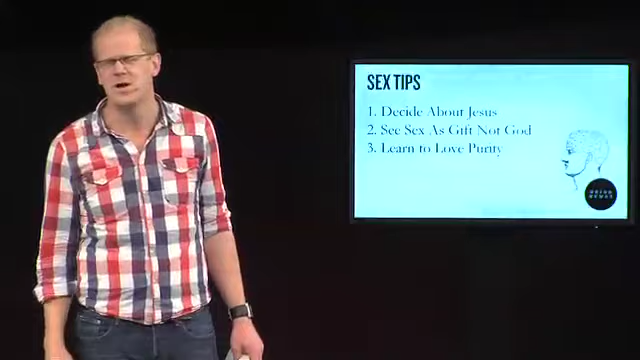 SEX TIPS
1. Decide About Jesus
2. See Sex As Gift Not God
3. Learn to Love Purity